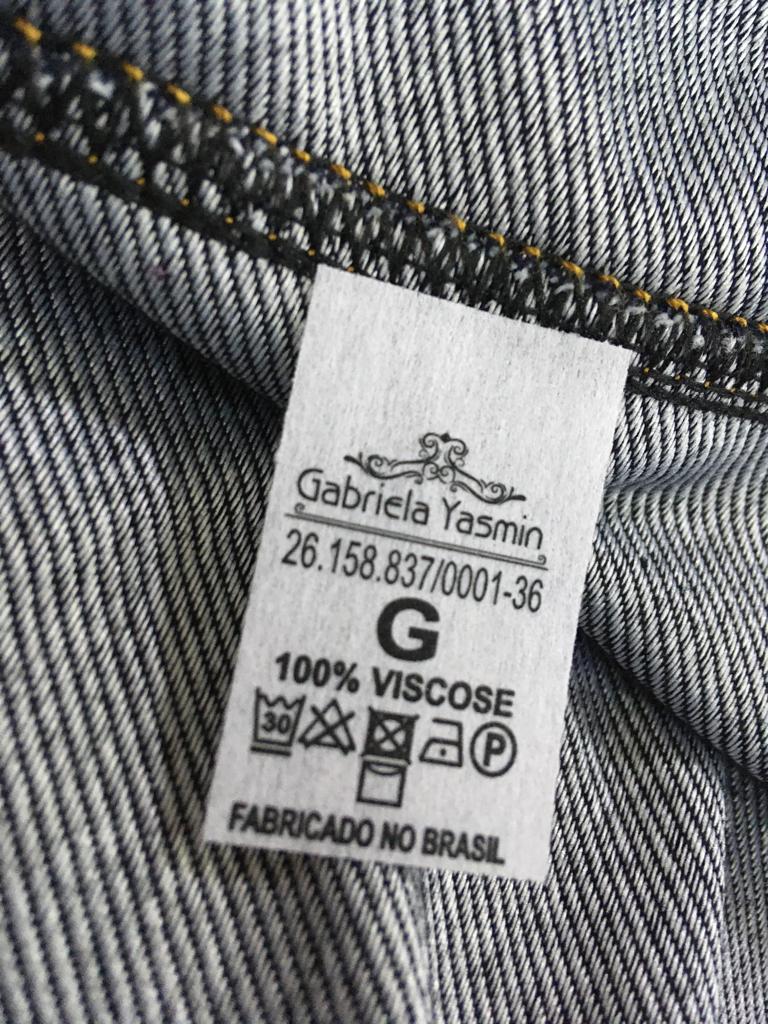 Gabriela Yasmin
26.158.837/0001-36
G
100% VISCOSE
30 P
FABRICADO NO BRASIL